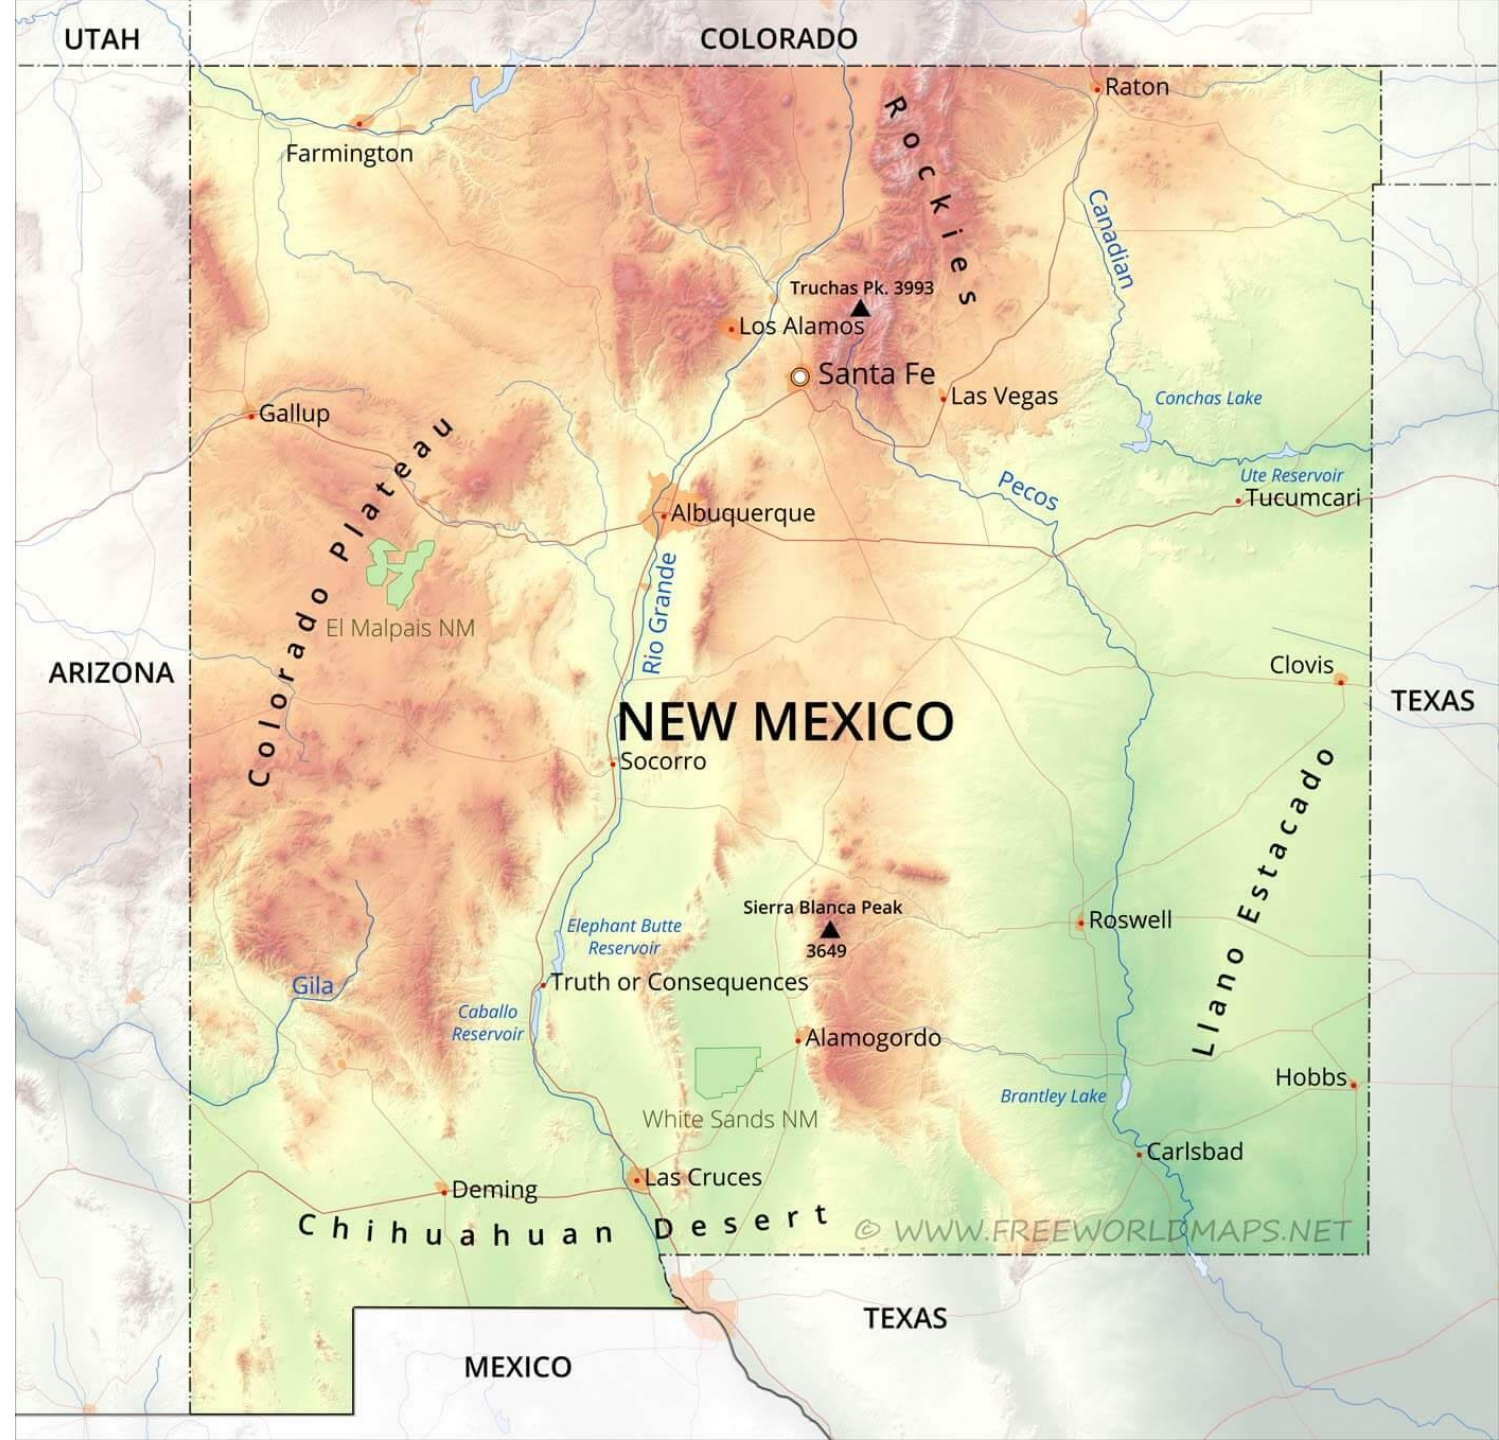 UTAH
COLORADO
Raton
Rockies
Farmington
Canadian
Truchas Pk. 3993
Los Alamos
Santa Fe
Las Vegas
Conchas Lake
Gallup
Colorado Plateau
Ute Reservoir
Tucumcari
Pecos
Albuquerque
Rio Grande
El Malpais NM
ARIZONA
Clovis
TEXAS
NEW MEXICO
Socorro
Llano Estacado
Sierra Blanca Peak
3649
Roswell
Elephant Butte
Reservoir
Gila
Truth or Consequences
Caballo
Reservoir
Alamogordo
Hobbs
Brantley Lake
White Sands NM
Carlsbad
Las Cruces
Deming
Chihuahuan Desert
© WWW.FREEWORLDMAPS.NET
TEXAS
MEXICO